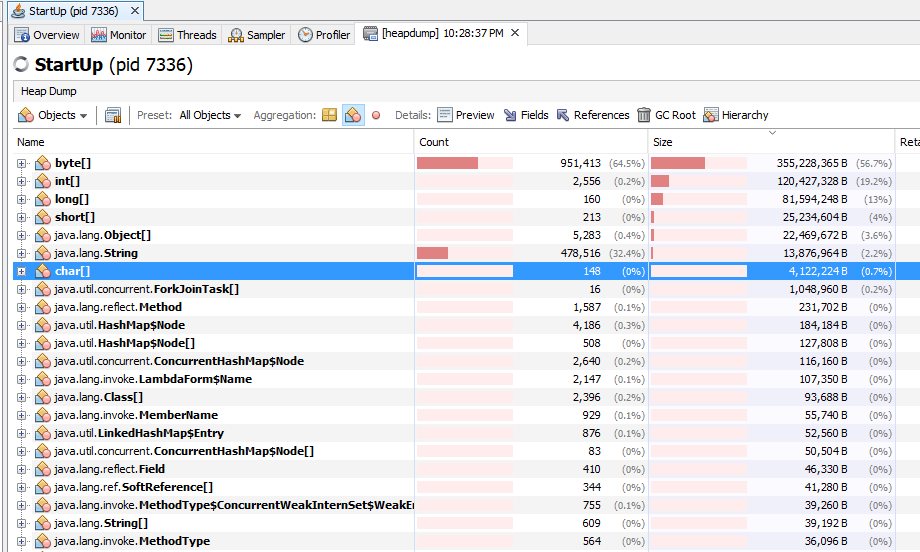 StartUp (pid 7336)
Overview Monitor Threads Sampler Profiler [heapdump] 10:28:37 PM
StartUp (pid 7336)
Heap Dump
Objects Preset: All Objects Aggregation: Details: Preview Fields References GC Root Hierarchy
Name Count Size Reta
byte[] 951,413 (64.5%) 355,228,365 B (56.7%)
int[] 2,556 (0.2%) 120,427,328 B (19.2%)
long[] 160 (0%) 81,594,248 B (13%)
short[] 213 (0%) 25,234,604 B (4%)
java.lang.Object[] 5,283 (0.4%) 22,469,672 B (3.6%)
java.lang.String 478,516 (32.4%) 13,876,964 B (2.2%)
char[] 148 (0%) 4,122,224 B (0.7%)
java.util.concurrent.ForkJoinTask[] 16 (0%) 1,048,960 B (0.2%)
java.lang.reflect.Method 1,587 (0.1%) 231,702 B (0%)
java.util.HashMap$Node 4,186 (0.3%) 184,184 B (0%)
java.util.HashMap$Node[] 508 (0%) 127,808 B (0%)
java.util.concurrent.ConcurrentHashMap$Node 2,640 (0.2%) 116,160 B (0%)
java.lang.invoke.LambdaForm$Name 2,147 (0.1%) 107,350 B (0%)
java.lang.Class[] 2,396 (0.2%) 93,688 B (0%)
java.lang.invoke.MemberName 929 (0.1%) 55,740 B (0%)
java.util.LinkedHashMap$Entry 876 (0.1%) 52,560 B (0%)
java.util.concurrent.ConcurrentHashMap$Node[] 83 (0%) 50,504 B (0%)
java.lang.reflect.Field 410 (0%) 46,330 B (0%)
java.lang.ref.SoftReference[] 344 (0%) 41,280 B (0%)
java.lang.invoke.MethodType$ConcurrentWeakInternSet$WeakEn 755 (0.1%) 39,260 B (0%)
java.lang.String[] 609 (0%) 39,192 B (0%)
java.lang.invoke.MethodType 564 (0%) 36,096 B (0%)